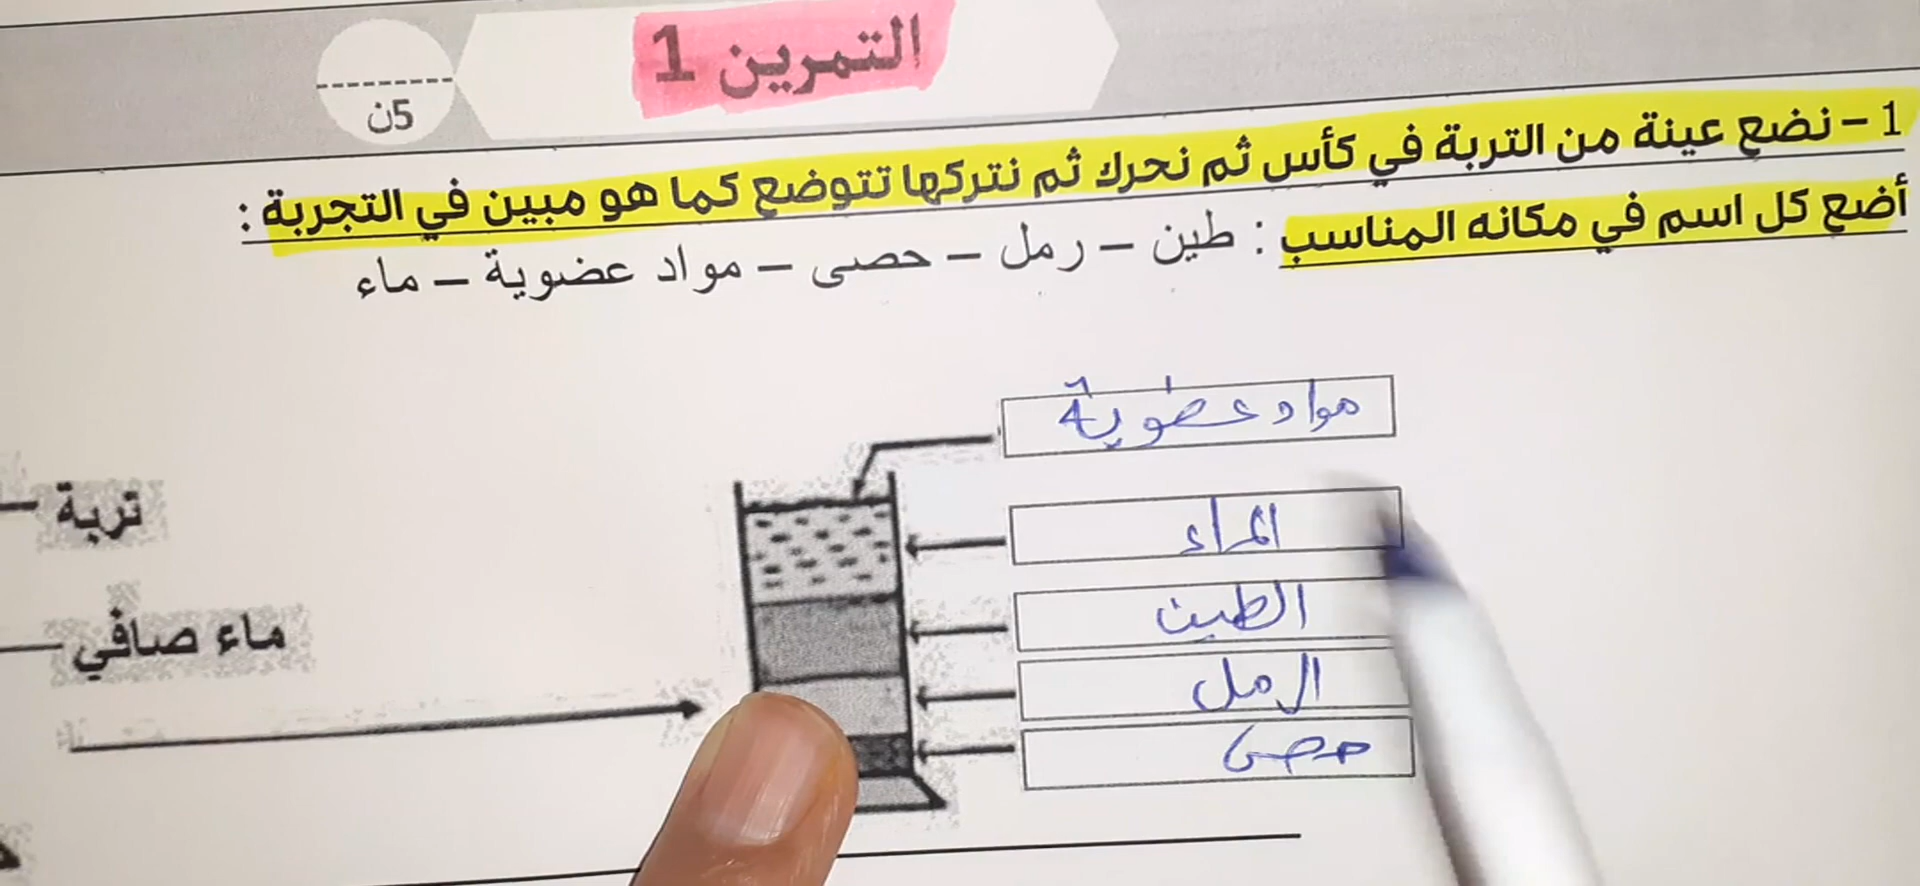 التمرين 1
5ن
1 – نضع عينة من التربة في كأس ثم نحرك ثم نتركها تتوضع كما هو مبين في التجربة :
أضع كل اسم في مكانه المناسب : طين – رمل – حصى – مواد عضوية – ماء
مواد عضوية
تربة
الماء
الطين
ماء صافي
الرمل
حصى